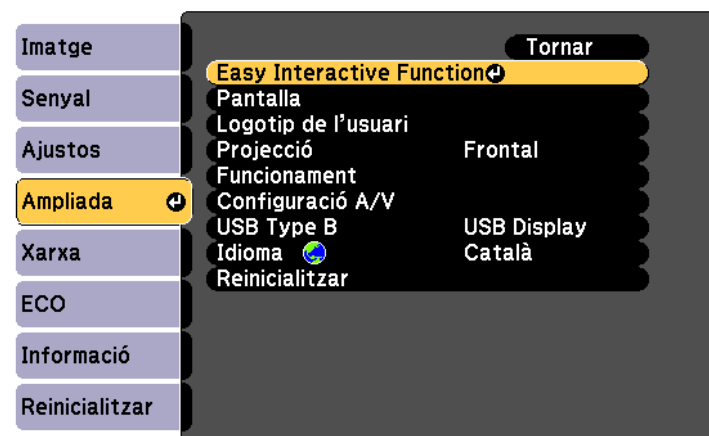 Imatge
Senyal
Ajustos
Ampliada
Xarxa
ECO
Informació
Reinicialitzar
Tornar
Easy Interactive Function
Pantalla
Logotip de l'usuari
Projecció Frontal
Funcionament
Configuració A/V
USB Type B USB Display
Idioma Català
Reinicialitzar